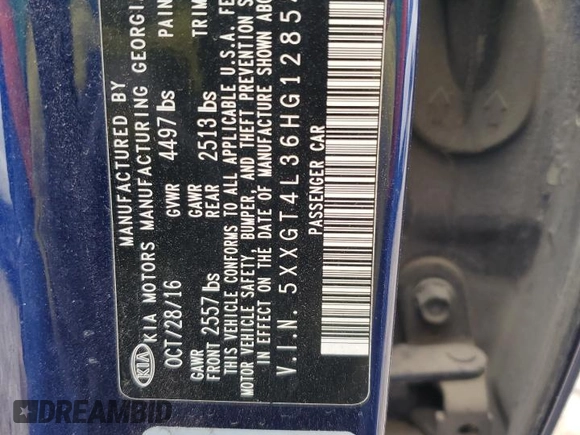 MANUFACTURED BY
KIA KIA MOTORS MANUFACTURING GEORGIA
OCT/28/16 PAIN
GVWR 4497 lbs TRIM
GAWR GAWR
FRONT 2557 lbs REAR 2513 lbs
THIS VEHICLE CONFORMS TO ALL APPLICABLE U.S.A. FE
MOTOR VEHICLE SAFETY, BUMPER, AND THEFT PREVENTION S
IN EFFECT ON THE DATE OF MANUFACTURE SHOWN ABO
V.I.N. 5XXGT4L36HG1285
PASSENGER CAR
DREAMBID